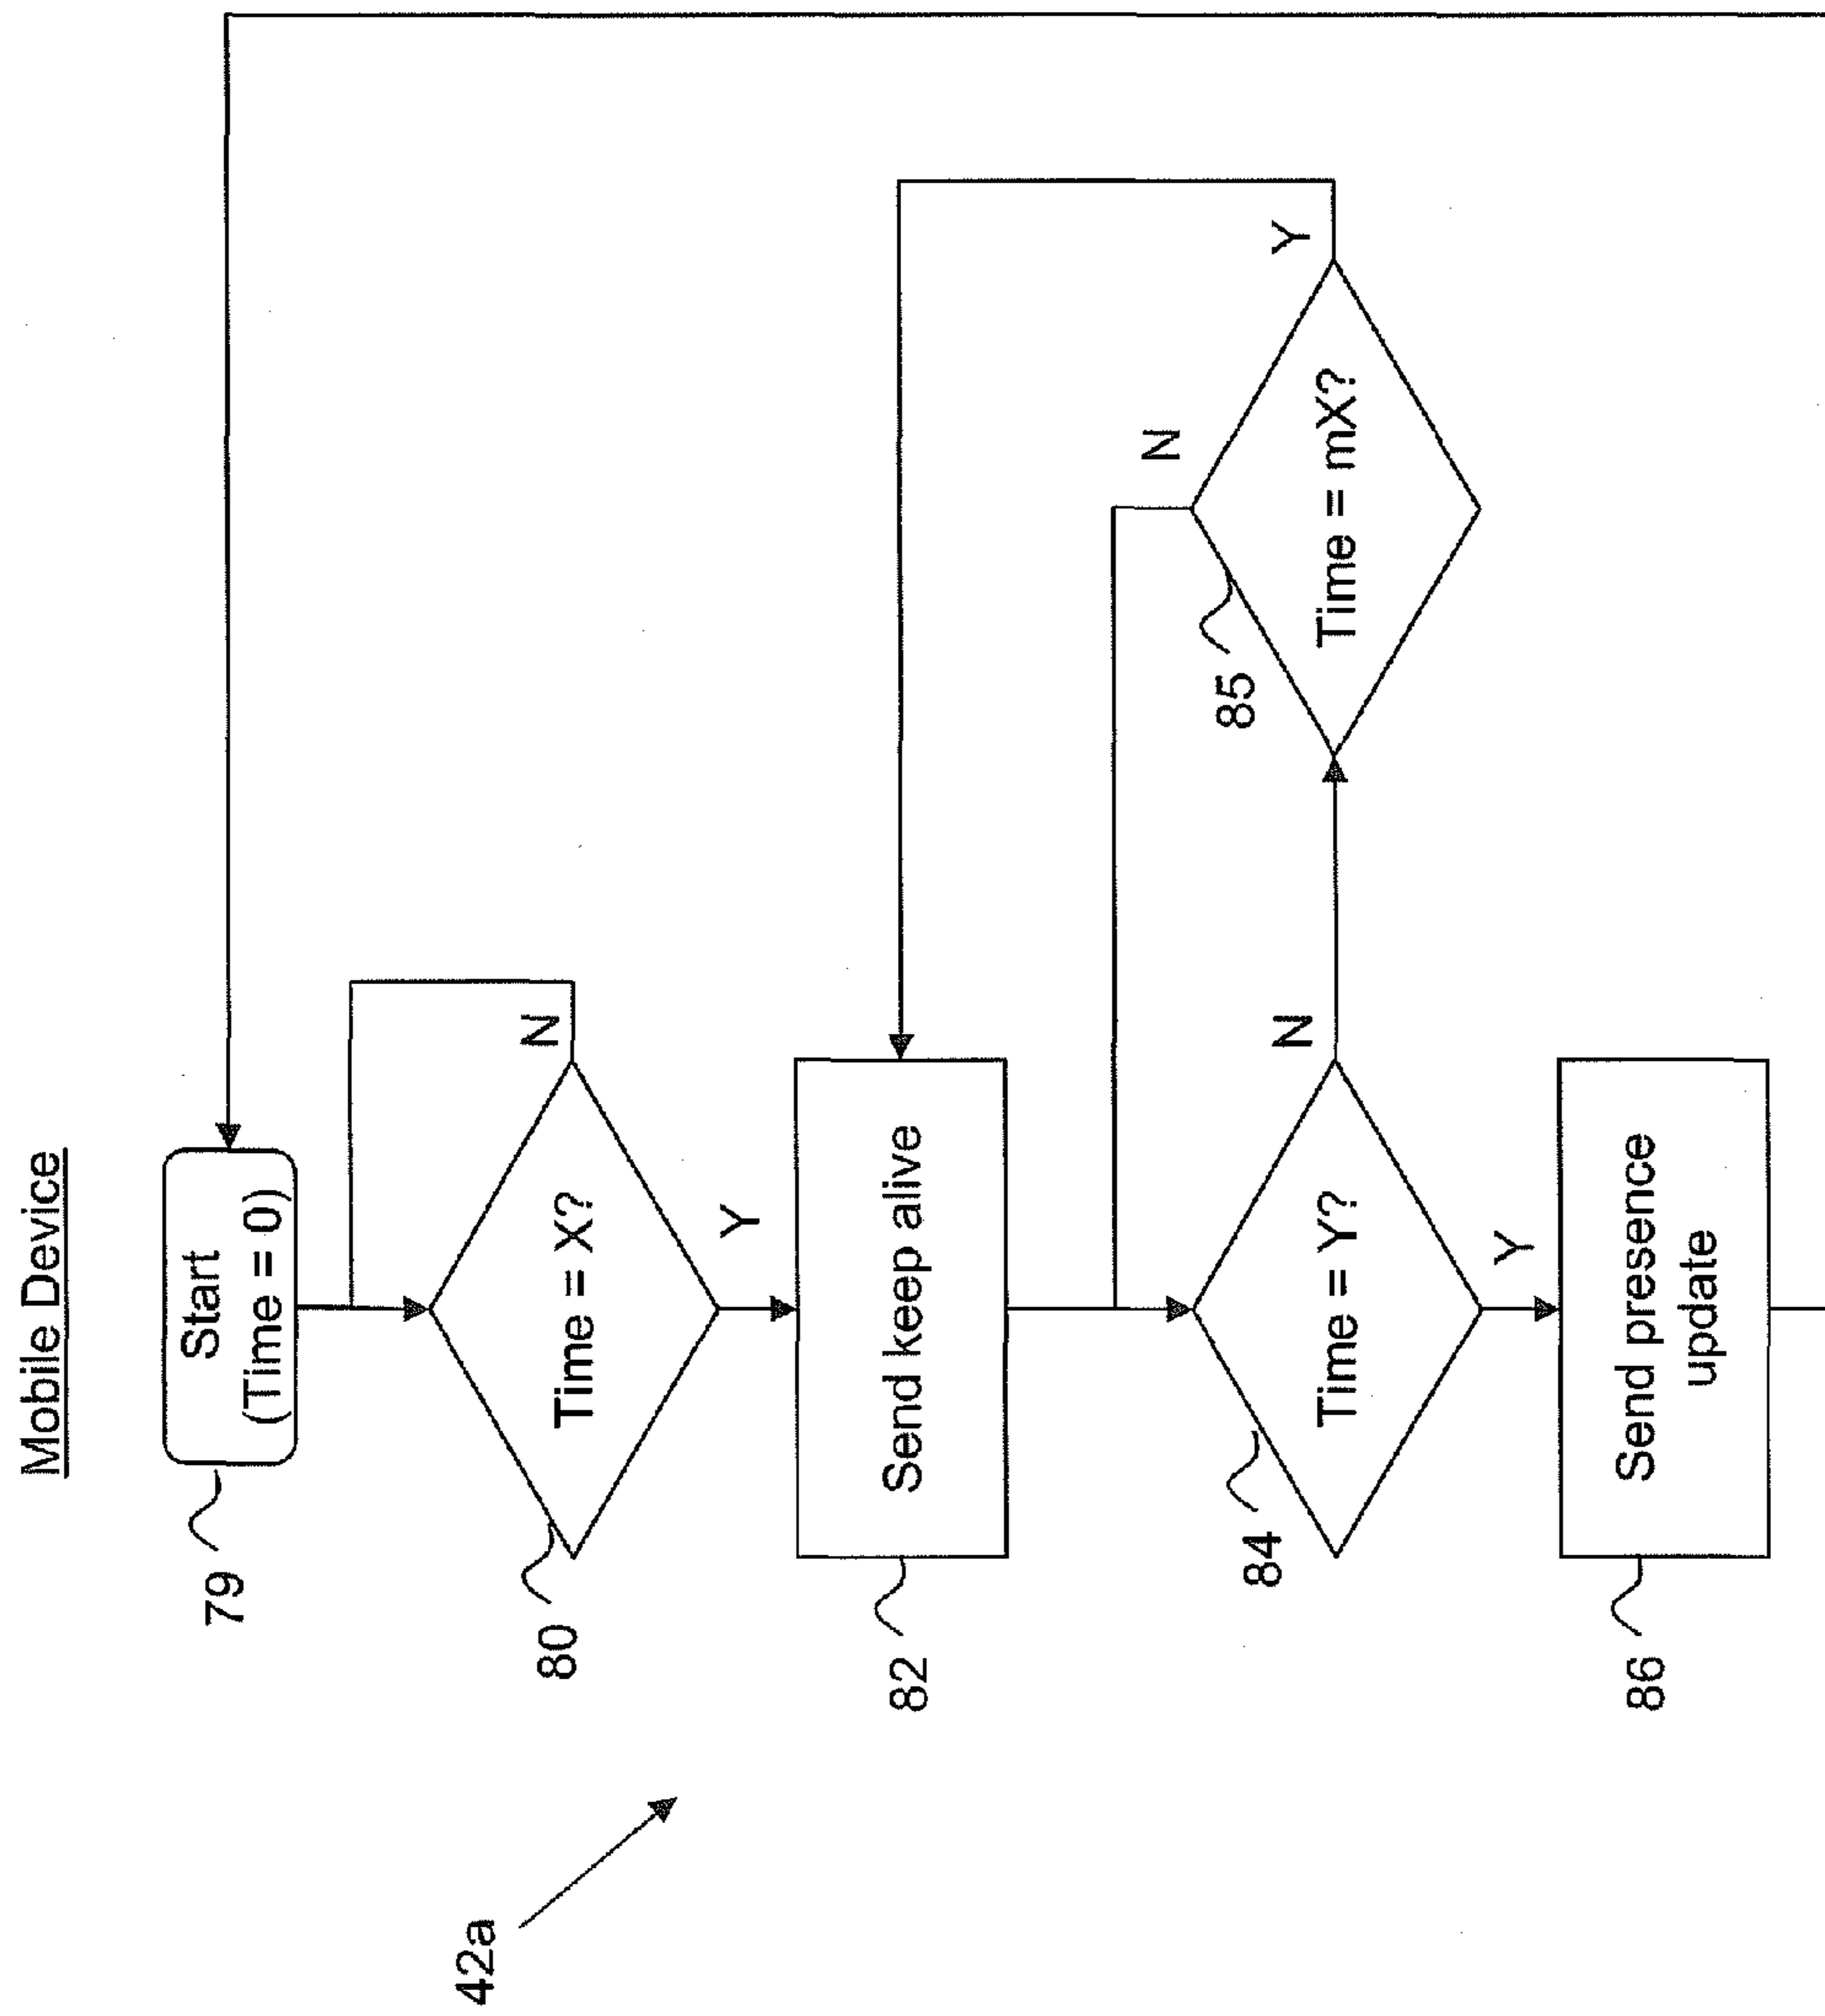 Mobile Device
42a
79
Start
(Time = 0)
80
Time = X?
N
Y
82
Send keep alive
84
Time = Y?
N
Y
85
Time = mX?
N
Y
86
Send presence
update